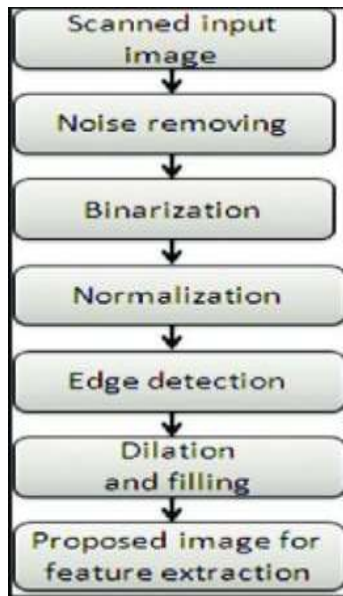 Scanned input
image
Noise removing
Binarization
Normalization
Edge detection
Dilation
and filling
Proposed image for
feature extraction